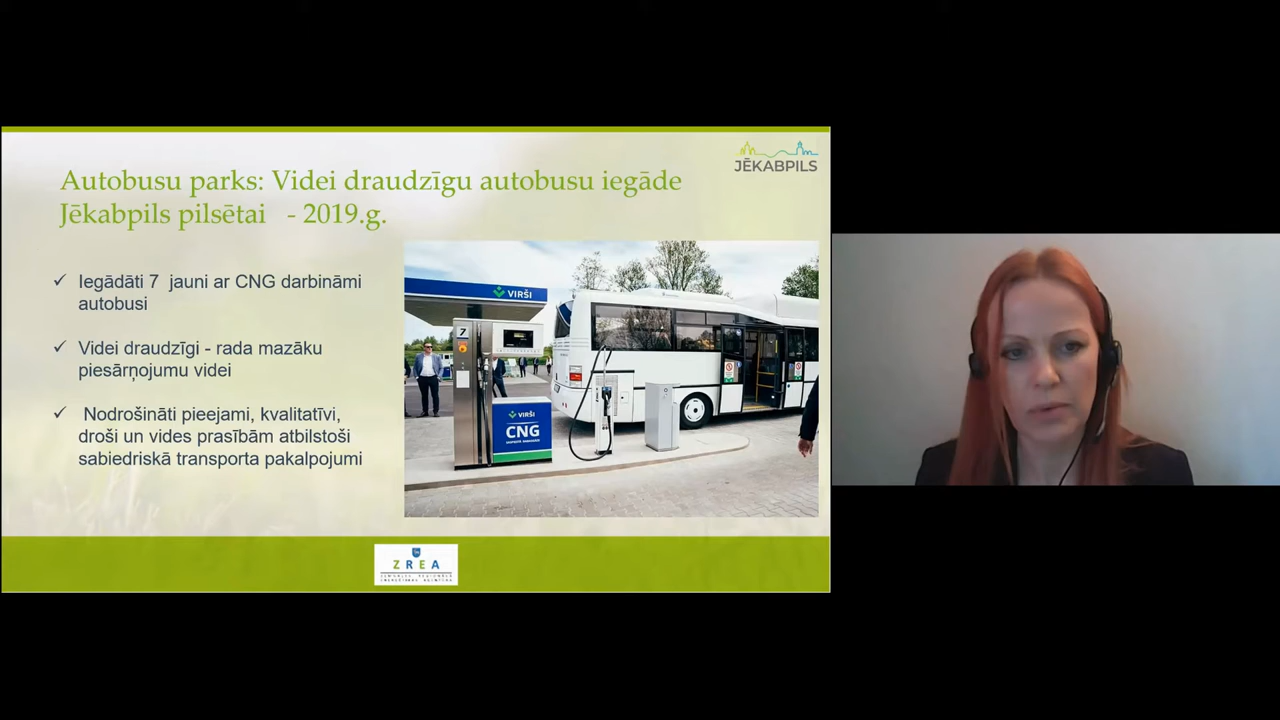 JĒKABPILS
Autobusu parks: Videi draudzīgu autobusu iegāde
Jēkabpils pilsētai - 2019.g.
✓ Iegādāti 7 jauni ar CNG darbināmi
autobusi
✓ Videi draudzīgi - rada mazāku
piesārņojumu videi
✓ Nodrošināti pieejami, kvalitatīvi,
droši un vides prasībām atbilstoši
sabiedriskā transporta pakalpojumi
VIRŠI
7
VIRŠI
CNG
ZREA